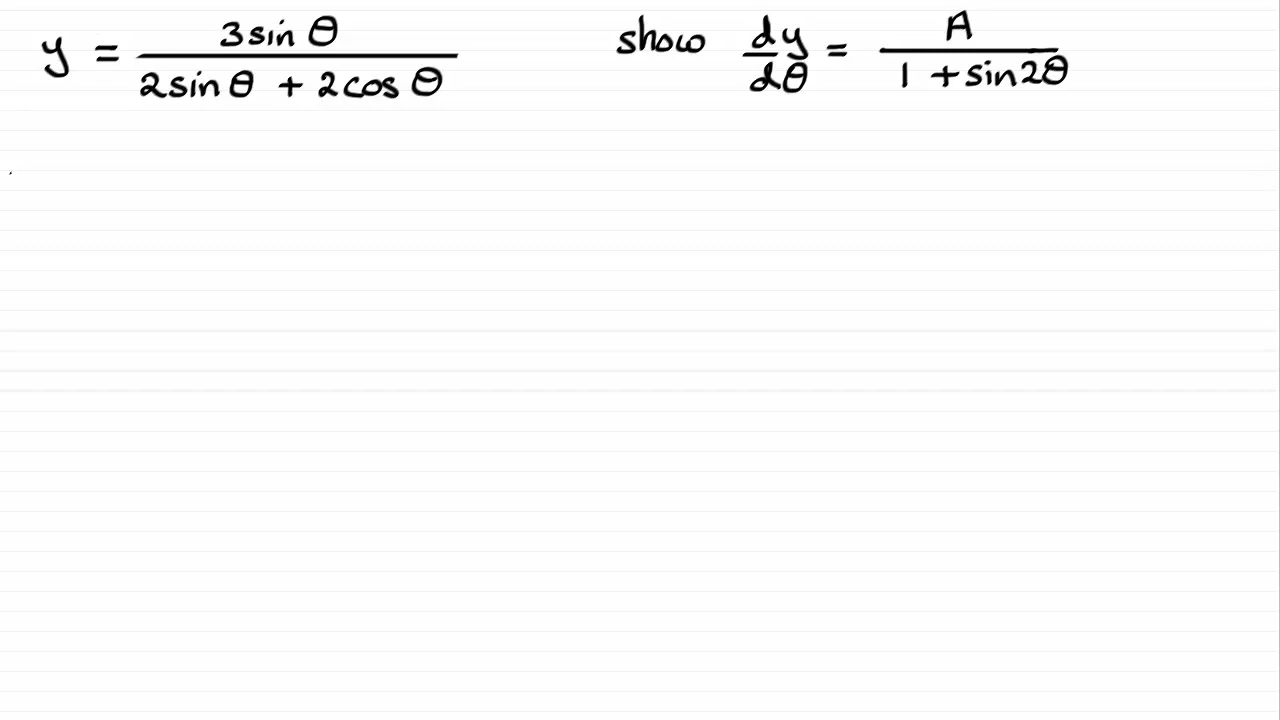 y = 3sin θ / (2sin θ + 2cos θ) show dy/dθ = A / (1 + sin2θ)